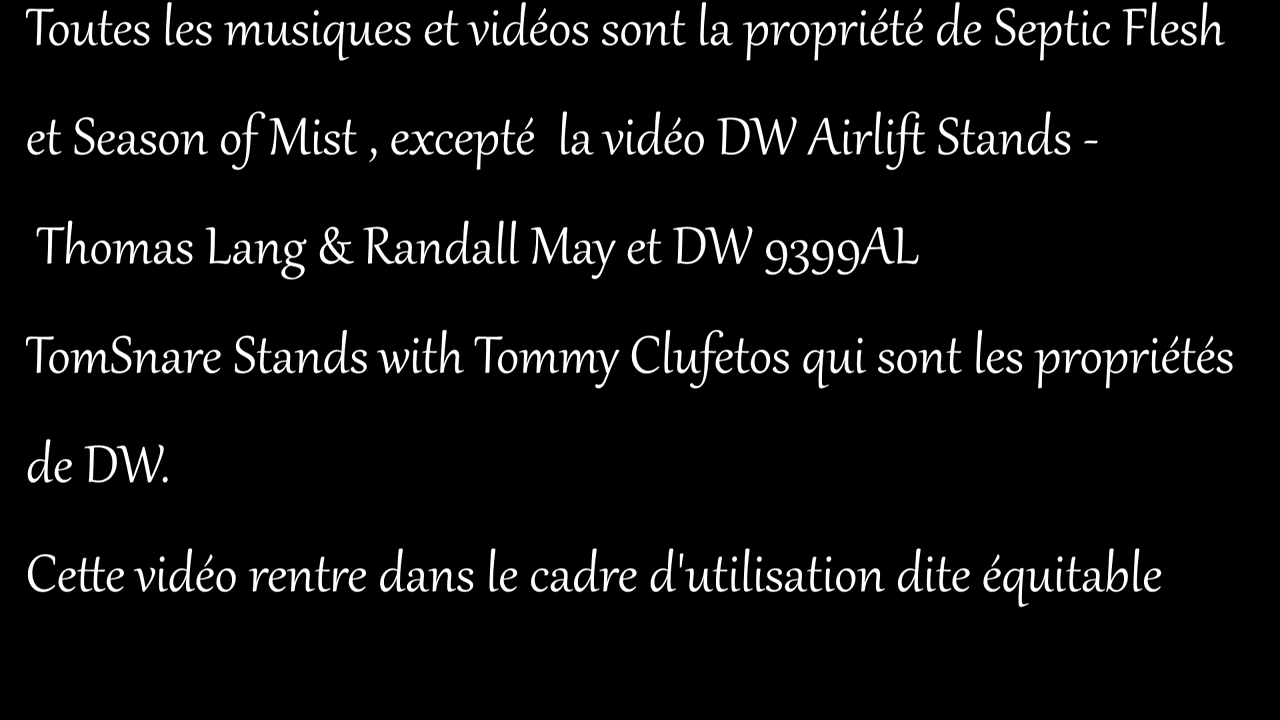 Toutes les musiques et vidéos sont la propriété de Septic Flesh
et Season of Mist , excepté la vidéo DW Airlift Stands -
Thomas Lang & Randall May et DW 9399AL
TomSnare Stands with Tommy Clufetos qui sont les propriétés
de DW.
Cette vidéo rentre dans le cadre d'utilisation dite équitable